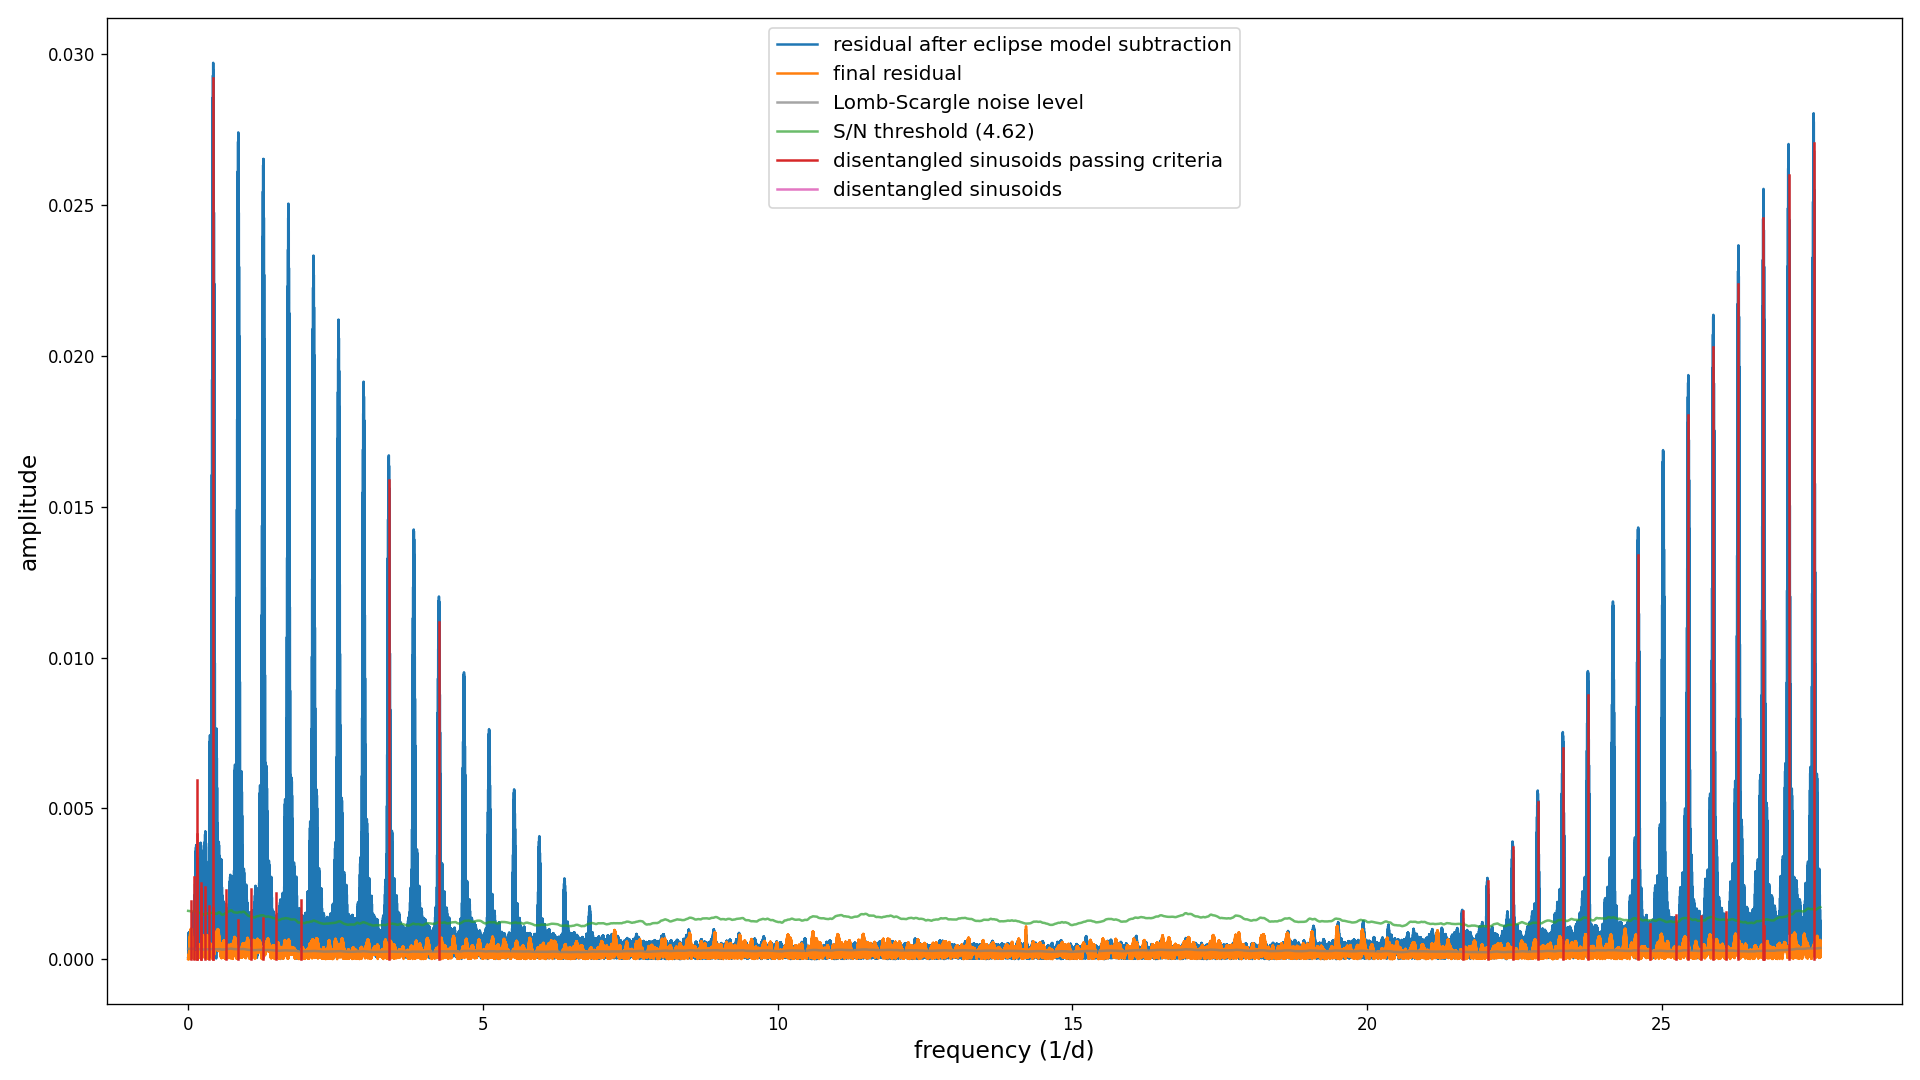 residual after eclipse model subtraction
final residual
Lomb-Scargle noise level
S/N threshold (4.62)
disentangled sinusoids passing criteria
disentangled sinusoids
amplitude
0.030
0.025
0.020
0.015
0.010
0.005
0.000
0
5
10
15
20
25
frequency (1/d)